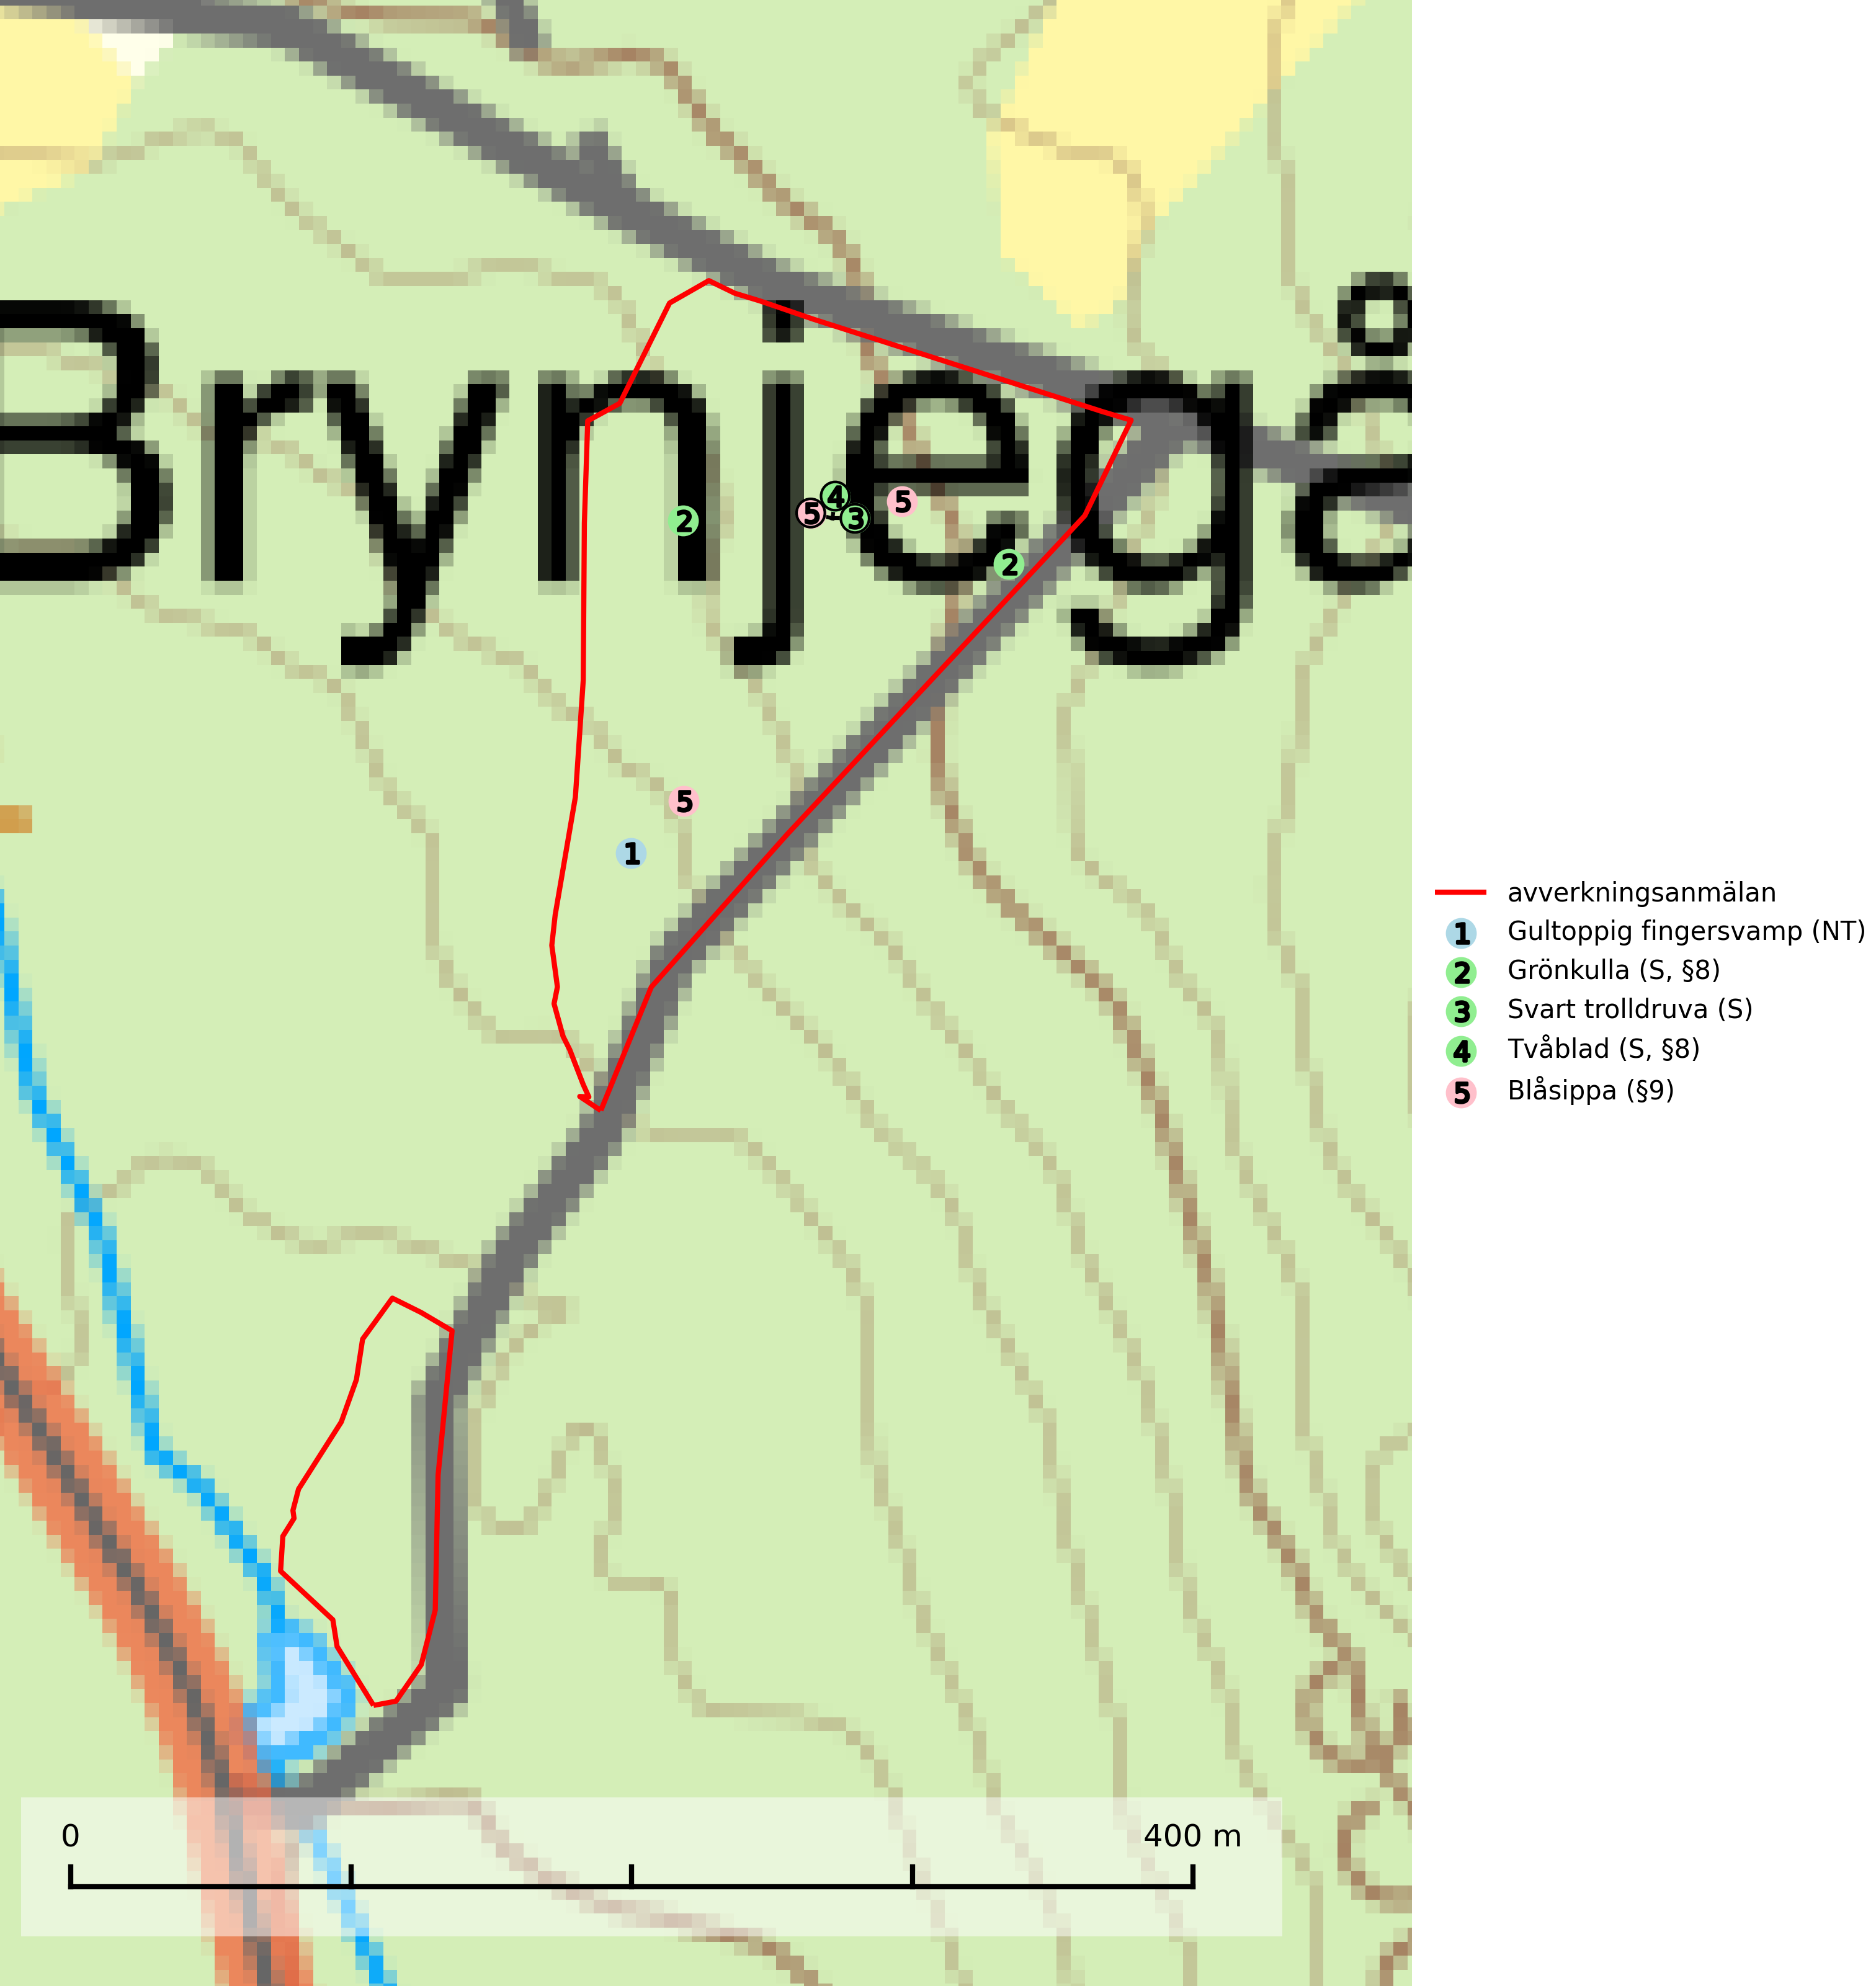 Brynjegå
2
5
4
3
5
2
5
1
avverkningsanmälan
1 Gultoppig fingersvamp (NT)
2 Grönkulla (S, §8)
3 Svart trolldruva (S)
4 Tvåblad (S, §8)
5 Blåsippa (§9)
0 400 m